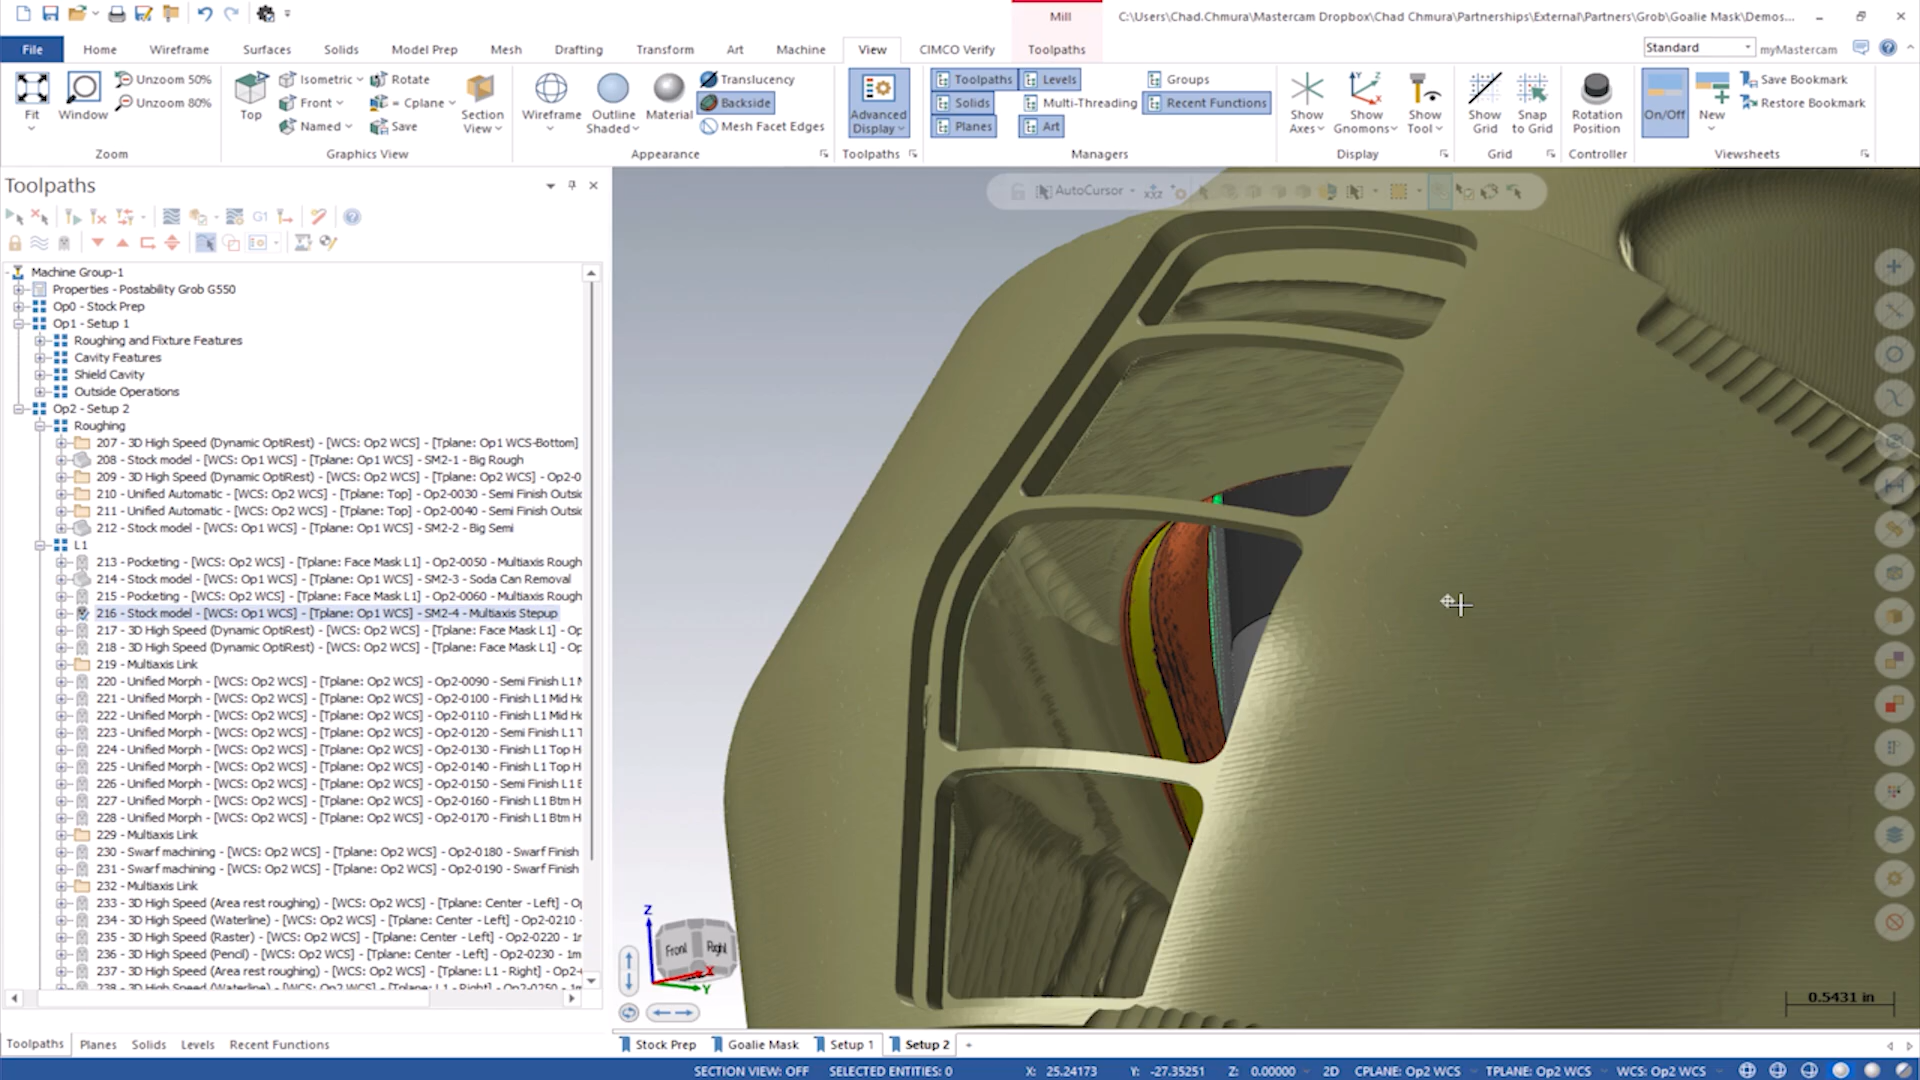 Mill
C:\Users\Chad.Chmura\Mastercam Dropbox\Chad Chmura\Partnerships\External\Partners\Grob\Goalie Mask\Demos...
File Home Wireframe Surfaces Solids Model Prep Mesh Drafting Transform Art Machine View CIMCO Verify Toolpaths
Standard
myMastercam
Fit
Window
Unzoom 50%
Unzoom 80%
Zoom
Top
Isometric
Front
Named
Rotate
= Cplane
Save
Section View
Graphics View
Wireframe
Outline Shaded
Material
Translucency
Backside
Mesh Facet Edges
Appearance
Advanced Display
Toolpaths
Toolpaths
Solids
Planes
Levels
Multi-Threading
Art
Groups
Recent Functions
Managers
Show Axes
Show Gnomons
Show Tool
Display
Show Grid
Snap to Grid
Grid
Rotation Position
Controller
On/Off
New
Save Bookmark
Restore Bookmark
Viewsheets
Toolpaths
G1
AutoCursor
Machine Group-1
Properties - Postability Grob G550
Op0 - Stock Prep
Op1 - Setup 1
Roughing and Fixture Features
Cavity Features
Shield Cavity
Outside Operations
Op2 - Setup 2
Roughing
207 - 3D High Speed (Dynamic OptiRest) - [WCS: Op2 WCS] - [Tplane: Op1 WCS-Bottom]
208 - Stock model - [WCS: Op1 WCS] - [Tplane: Op1 WCS] - SM2-1 - Big Rough
209 - 3D High Speed (Dynamic OptiRest) - [WCS: Op2 WCS] - [Tplane: Op2 WCS] - Op2-0
210 - Unified Automatic - [WCS: Op2 WCS] - [Tplane: Top] - Op2-0030 - Semi Finish Outsid
211 - Unified Automatic - [WCS: Op2 WCS] - [Tplane: Top] - Op2-0040 - Semi Finish Outsid
212 - Stock model - [WCS: Op1 WCS] - [Tplane: Op1 WCS] - SM2-2 - Big Semi
L1
213 - Pocketing - [WCS: Op2 WCS] - [Tplane: Face Mask L1] - Op2-0050 - Multiaxis Rough
214 - Stock model - [WCS: Op1 WCS] - [Tplane: Op1 WCS] - SM2-3 - Soda Can Removal
215 - Pocketing - [WCS: Op2 WCS] - [Tplane: Face Mask L1] - Op2-0060 - Multiaxis Rough
216 - Stock model - [WCS: Op1 WCS] - [Tplane: Op1 WCS] - SM2-4 - Multiaxis Stepup
217 - 3D High Speed (Dynamic OptiRest) - [WCS: Op2 WCS] - [Tplane: Face Mask L1] - Op
218 - 3D High Speed (Dynamic OptiRest) - [WCS: Op2 WCS] - [Tplane: Face Mask L1] - Op
219 - Multiaxis Link
220 - Unified Morph - [WCS: Op2 WCS] - [Tplane: Op2 WCS] - Op2-0090 - Semi Finish L1 M
221 - Unified Morph - [WCS: Op2 WCS] - [Tplane: Op2 WCS] - Op2-0100 - Finish L1 Mid Ho
222 - Unified Morph - [WCS: Op2 WCS] - [Tplane: Op2 WCS] - Op2-0110 - Finish L1 Mid Ho
223 - Unified Morph - [WCS: Op2 WCS] - [Tplane: Op2 WCS] - Op2-0120 - Semi Finish L1 T
224 - Unified Morph - [WCS: Op2 WCS] - [Tplane: Op2 WCS] - Op2-0130 - Finish L1 Top H
225 - Unified Morph - [WCS: Op2 WCS] - [Tplane: Op2 WCS] - Op2-0140 - Finish L1 Top H
226 - Unified Morph - [WCS: Op2 WCS] - [Tplane: Op2 WCS] - Op2-0150 - Semi Finish L1 B
227 - Unified Morph - [WCS: Op2 WCS] - [Tplane: Op2 WCS] - Op2-0160 - Finish L1 Btm H
228 - Unified Morph - [WCS: Op2 WCS] - [Tplane: Op2 WCS] - Op2-0170 - Finish L1 Btm H
229 - Multiaxis Link
230 - Swarf machining - [WCS: Op2 WCS] - [Tplane: Op2 WCS] - Op2-0180 - Swarf Finish
231 - Swarf machining - [WCS: Op2 WCS] - [Tplane: Op2 WCS] - Op2-0190 - Swarf Finish
232 - Multiaxis Link
233 - 3D High Speed (Area rest roughing) - [WCS: Op2 WCS] - [Tplane: Center - Left] - Op
234 - 3D High Speed (Waterline) - [WCS: Op2 WCS] - [Tplane: Center - Left] - Op2-0210 -
235 - 3D High Speed (Raster) - [WCS: Op2 WCS] - [Tplane: Center - Left] - Op2-0220 - 1r
236 - 3D High Speed (Pencil) - [WCS: Op2 WCS] - [Tplane: Center - Left] - Op2-0230 - 1m
237 - 3D High Speed (Area rest roughing) - [WCS: Op2 WCS] - [Tplane: L1 - Right] - Op2-
238 - 3D High Speed (Waterline) - [WCS: Op2 WCS] - [Tplane: L1 - Right] - Op2-0250 - 1m
Z
Front Right
X
Y
0.5431 in
Toolpaths Planes Solids Levels Recent Functions
Stock Prep Goalie Mask Setup 1 Setup 2 +
SECTION VIEW: OFF SELECTED ENTITIES: 0 X: 25.24173 Y: -27.35251 Z: 0.00000 2D CPLANE: Op2 WCS TPLANE: Op2 WCS WCS: Op2 WCS